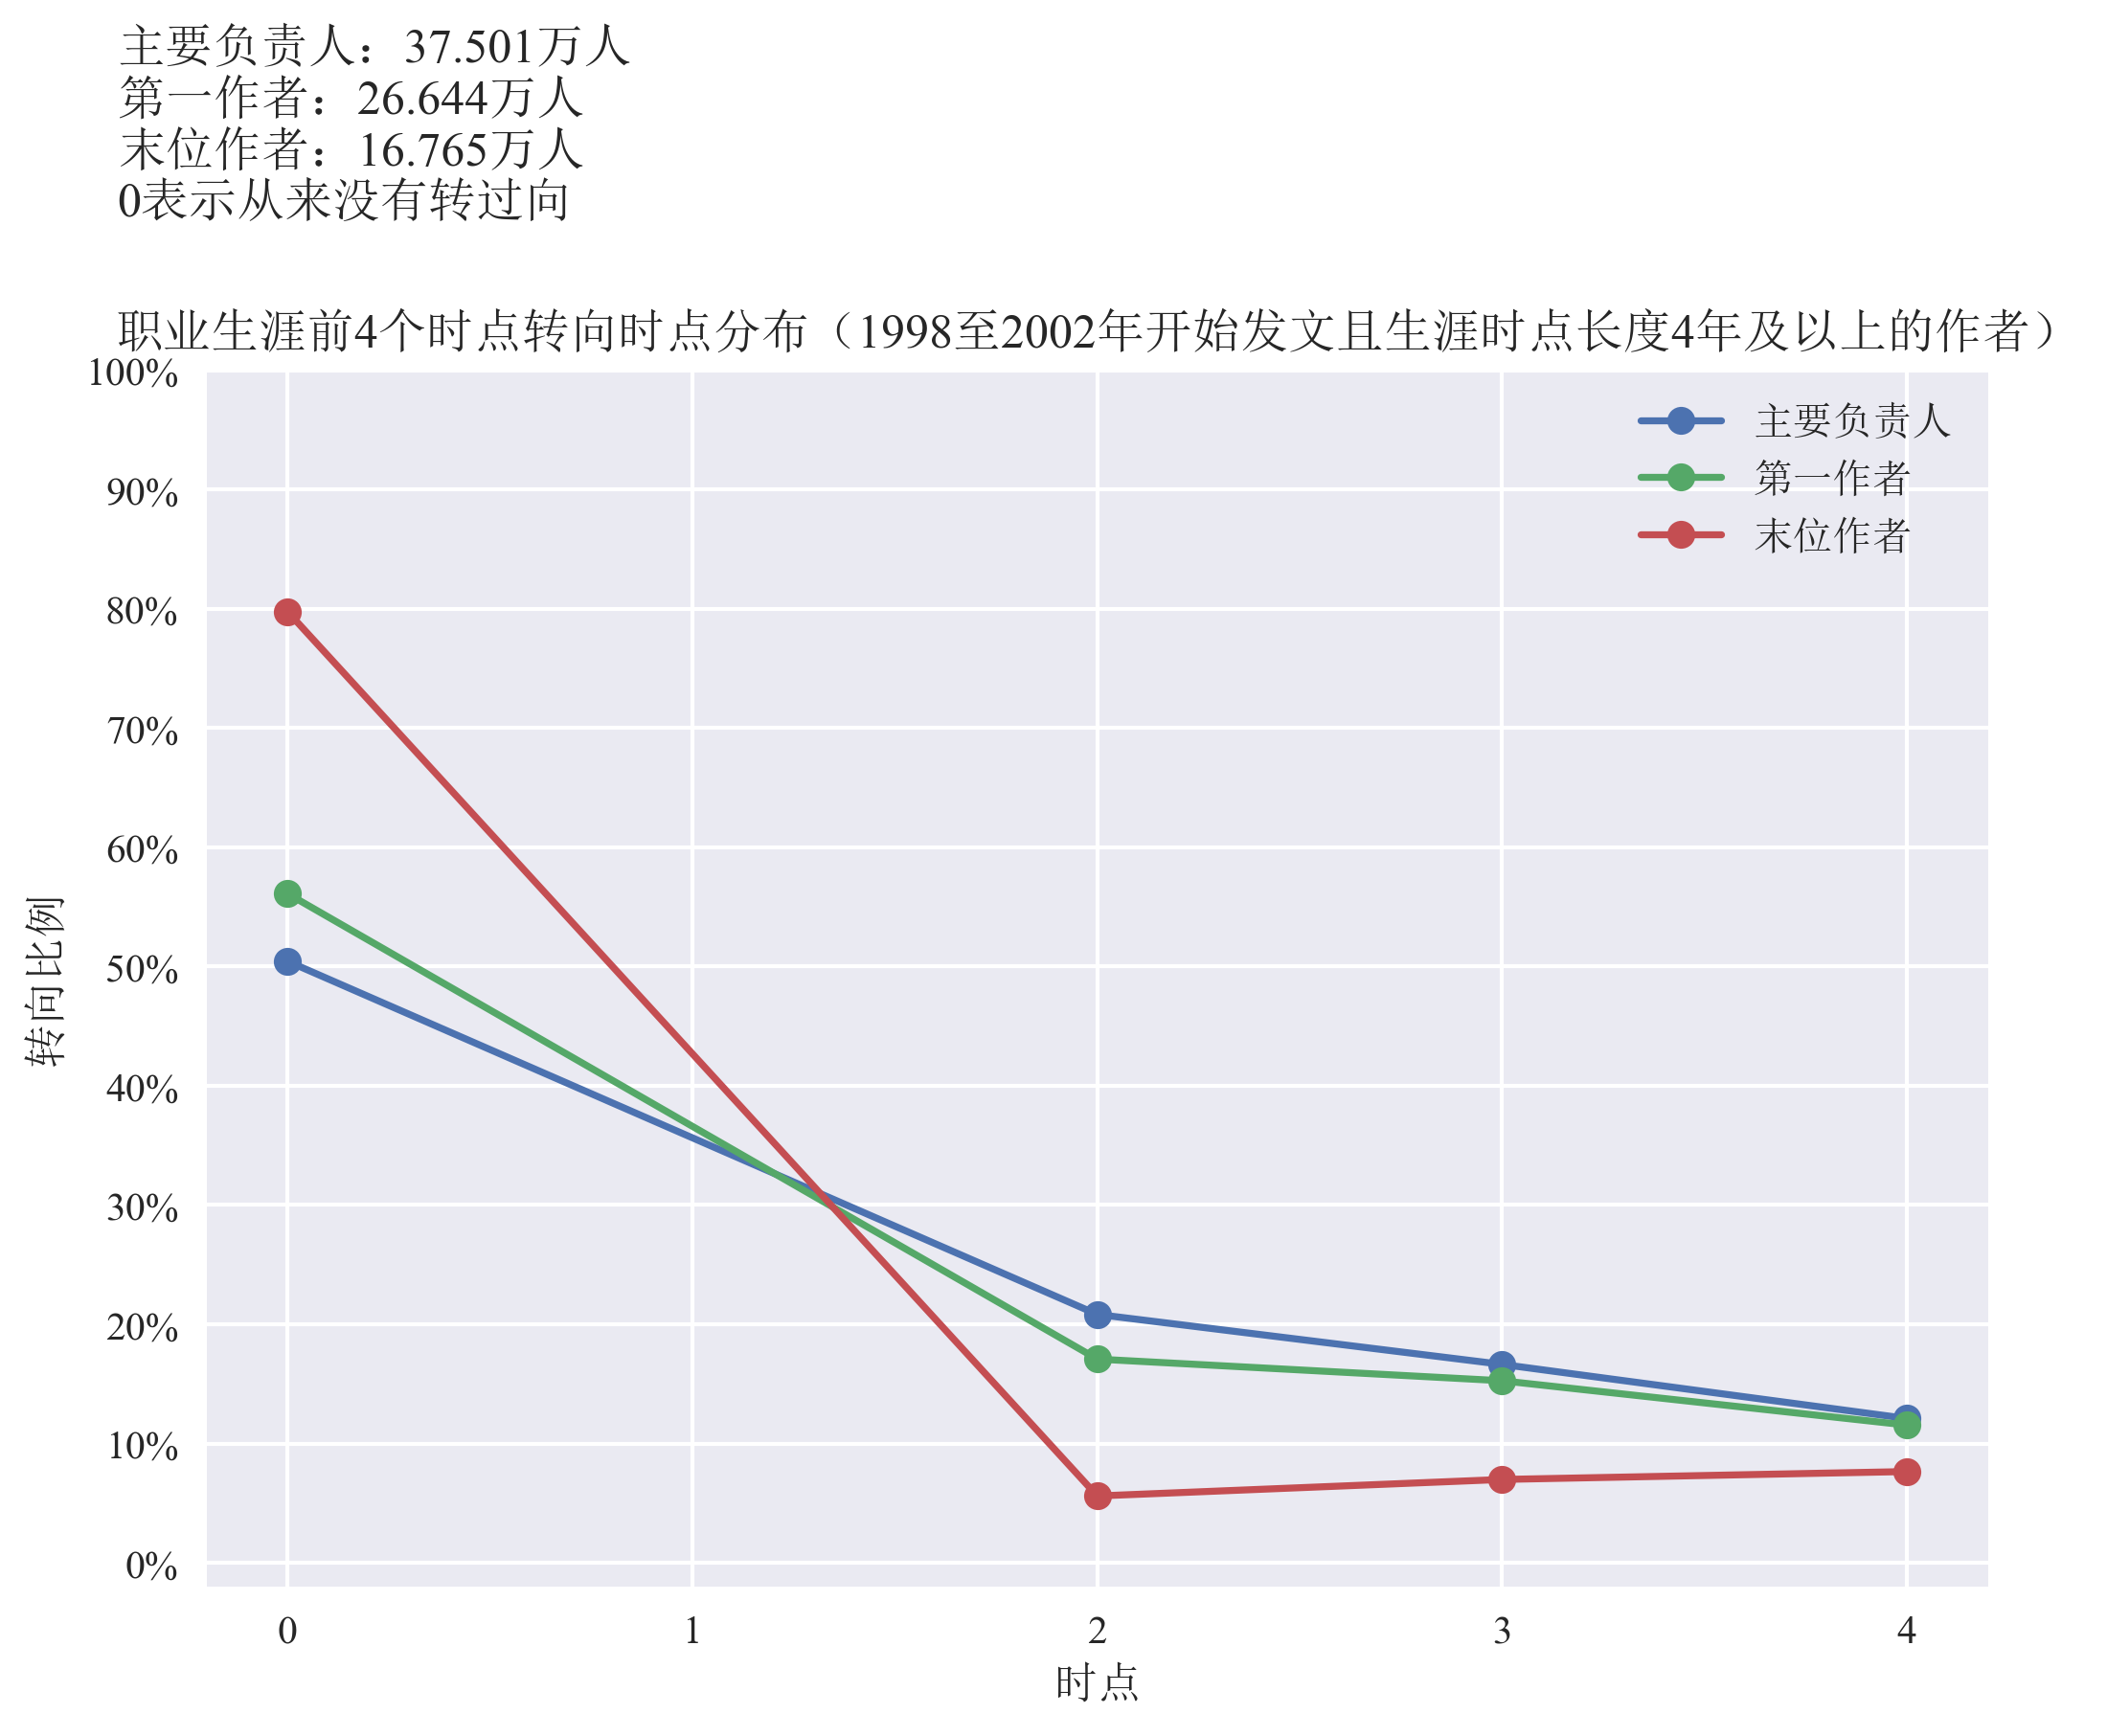 主要负责人：37.501万人
第一作者：26.644万人
末位作者：16.765万人
0表示从来没有转过向
职业生涯前4个时点转向时点分布（1998至2002年开始发文且生涯时点长度4年及以上的作者）
100%
90%
80%
70%
60%
50%
40%
30%
20%
10%
0%
转向比例
主要负责人
第一作者
末位作者
0 1 2 3 4
时点